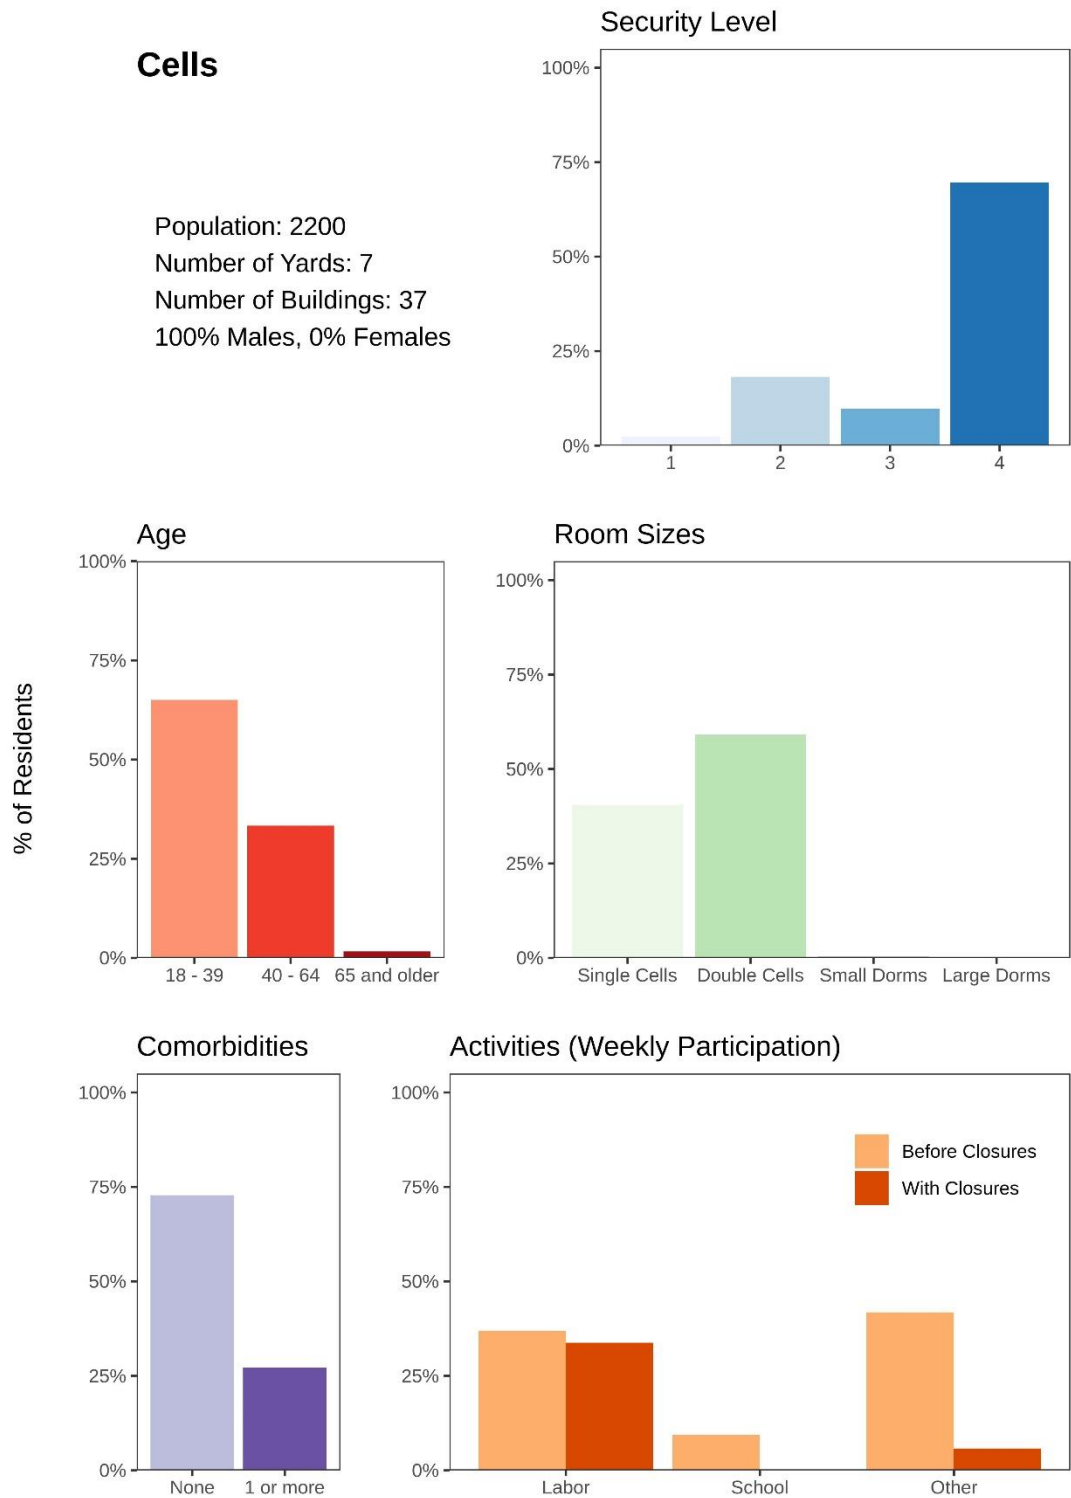 Cells
Population: 2200
Number of Yards: 7
Number of Buildings: 37
100% Males, 0% Females
Security Level
100%
75%
50%
25%
0%
1 2 3 4
% of Residents
Age
100%
75%
50%
25%
0%
18 - 39 40 - 64 65 and older
Room Sizes
100%
75%
50%
25%
0%
Single Cells Double Cells Small Dorms Large Dorms
Comorbidities
100%
75%
50%
25%
0%
None 1 or more
Activities (Weekly Participation)
100%
75%
50%
25%
0%
Before Closures
With Closures
Labor School Other